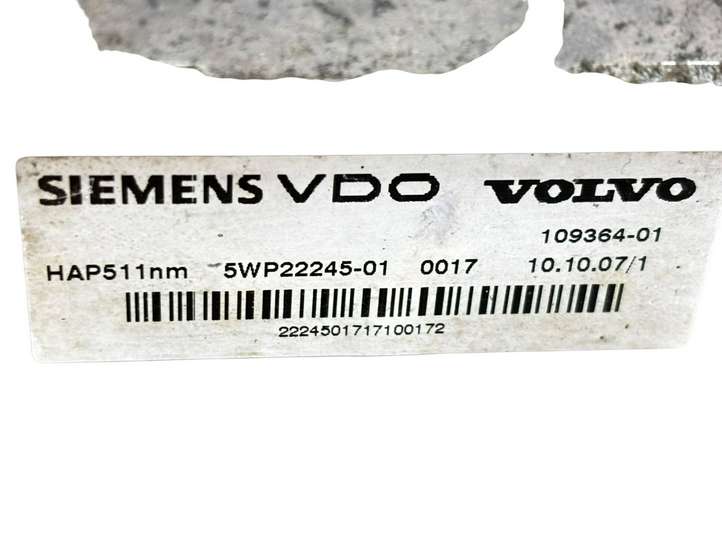 SIEMENS VDO VOLVO
109364-01
HAP511nm 5WP22245-01 0017 10.10.07/1
2224501717100172